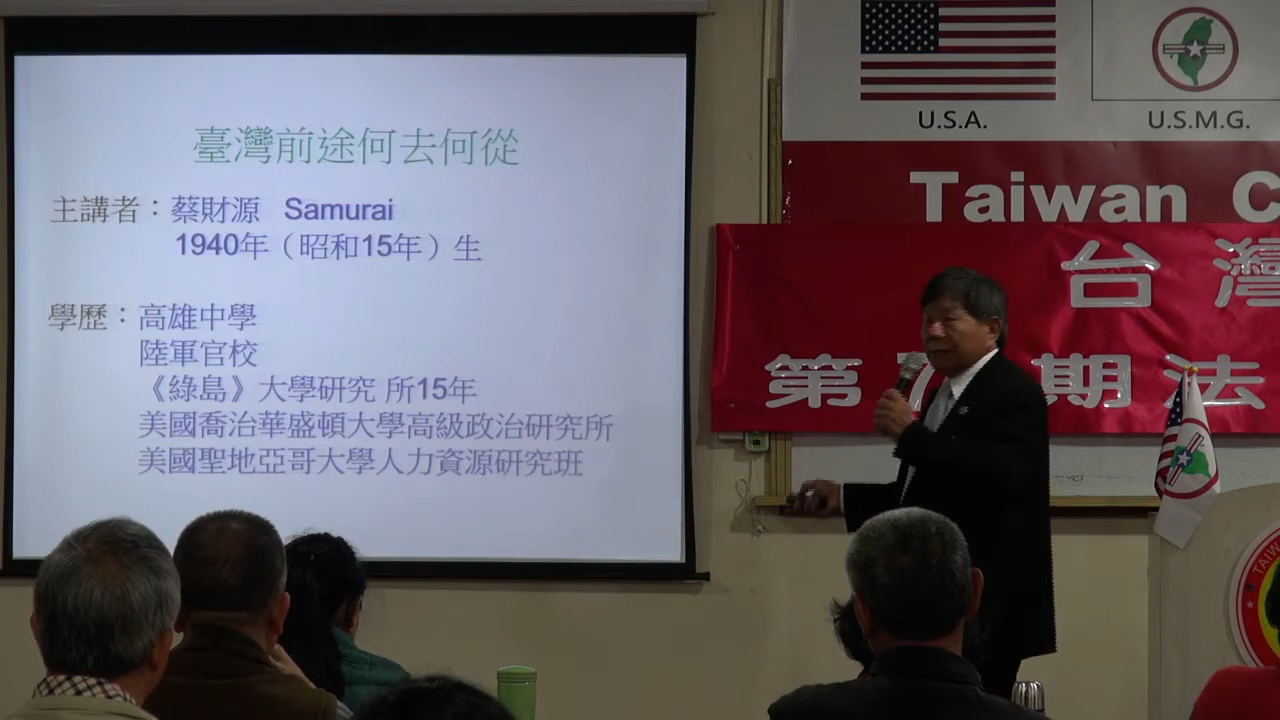 臺灣前途何去何從
主講者：蔡財源 Samurai
1940年（昭和15年）生
學歷：高雄中學
陸軍官校
《綠島》大學研究 所15年
美國喬治華盛頓大學高級政治研究所
美國聖地亞哥大學人力資源研究班
U.S.A.
U.S.M.G.
Taiwan C
台灣
第7期法
TAIW